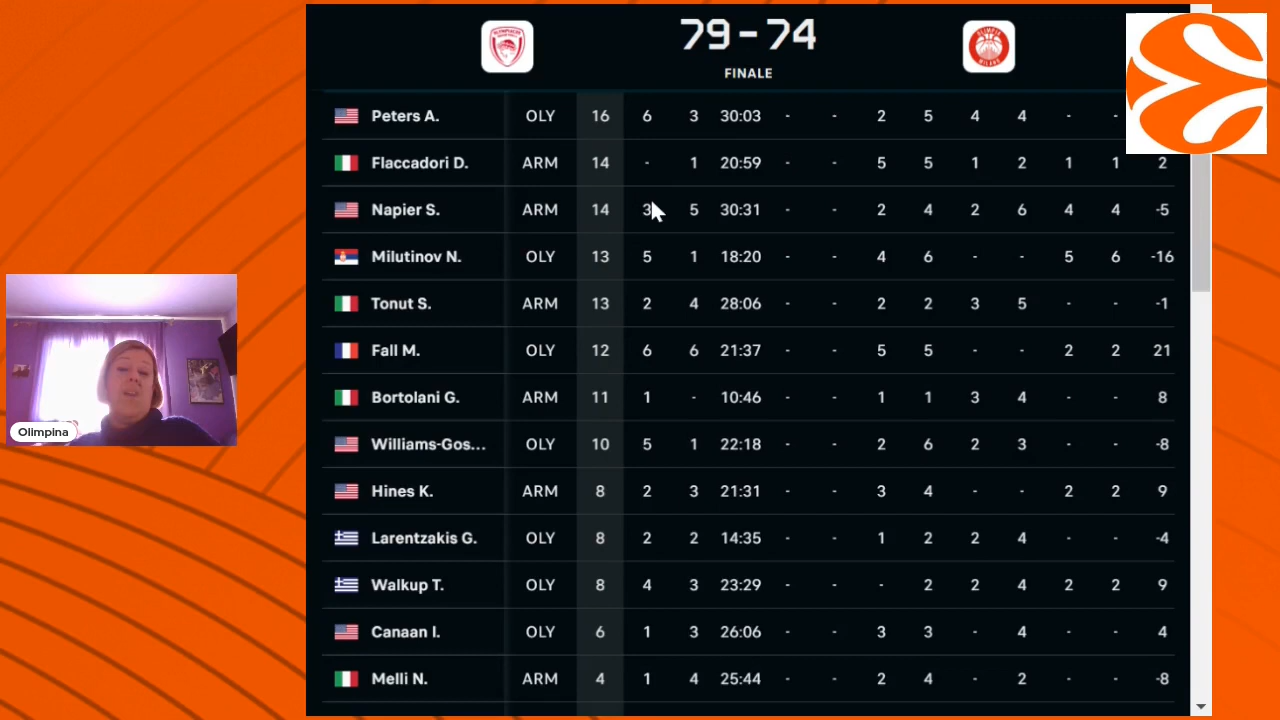 79 - 74
FINALE
Peters A. OLY 16 6 3 30:03 - - 2 5 4 4 - -
Flaccadori D. ARM 14 - 1 20:59 - - 5 5 1 2 1 1 2
Napier S. ARM 14 3 5 30:31 - - 2 4 2 6 4 4 -5
Milutinov N. OLY 13 5 1 18:20 - - 4 6 - - 5 6 -16
Tonut S. ARM 13 2 4 28:06 - - 2 2 3 5 - - -1
Fall M. OLY 12 6 6 21:37 - - 5 5 - - 2 2 21
Bortolani G. ARM 11 1 - 10:46 - - 1 1 3 4 - - 8
Williams-Gos... OLY 10 5 1 22:18 - - 2 6 2 3 - - -8
Hines K. ARM 8 2 3 21:31 - - 3 4 - - 2 2 9
Larentzakis G. OLY 8 2 2 14:35 - - 1 2 2 4 - - -4
Walkup T. OLY 8 4 3 23:29 - - - 2 2 4 2 2 9
Canaan I. OLY 6 1 3 26:06 - - 3 3 - 4 - - 4
Melli N. ARM 4 1 4 25:44 - - 2 4 - 2 - - -8
Olimpina